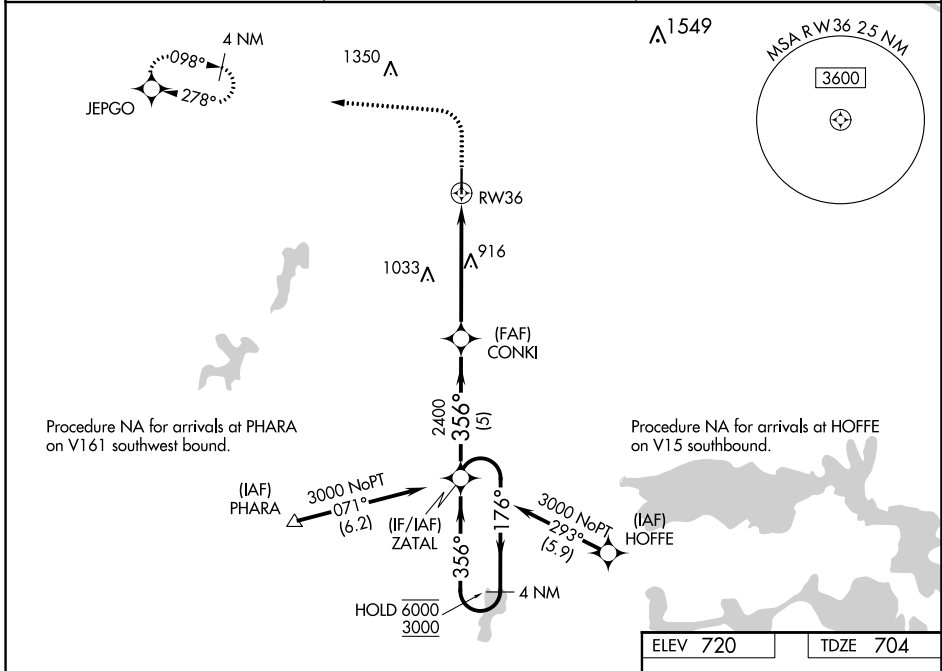 4 NM
098°
278°
JEPGO
1350
1549
MSA RW36 25 NM
3600
RW36
1033
916
(FAF)
CONKI
2400
356°
(5)
Procedure NA for arrivals at PHARA
on V161 southwest bound.
Procedure NA for arrivals at HOFFE
on V15 southbound.
(IAF)
PHARA
3000 NoPT
071°
(6.2)
(IF/IAF)
ZATAL
176°
3000 NoPT
293°
(5.9)
(IAF)
HOFFE
356°
4 NM
HOLD 6000
3000
ELEV 720
TDZE 704